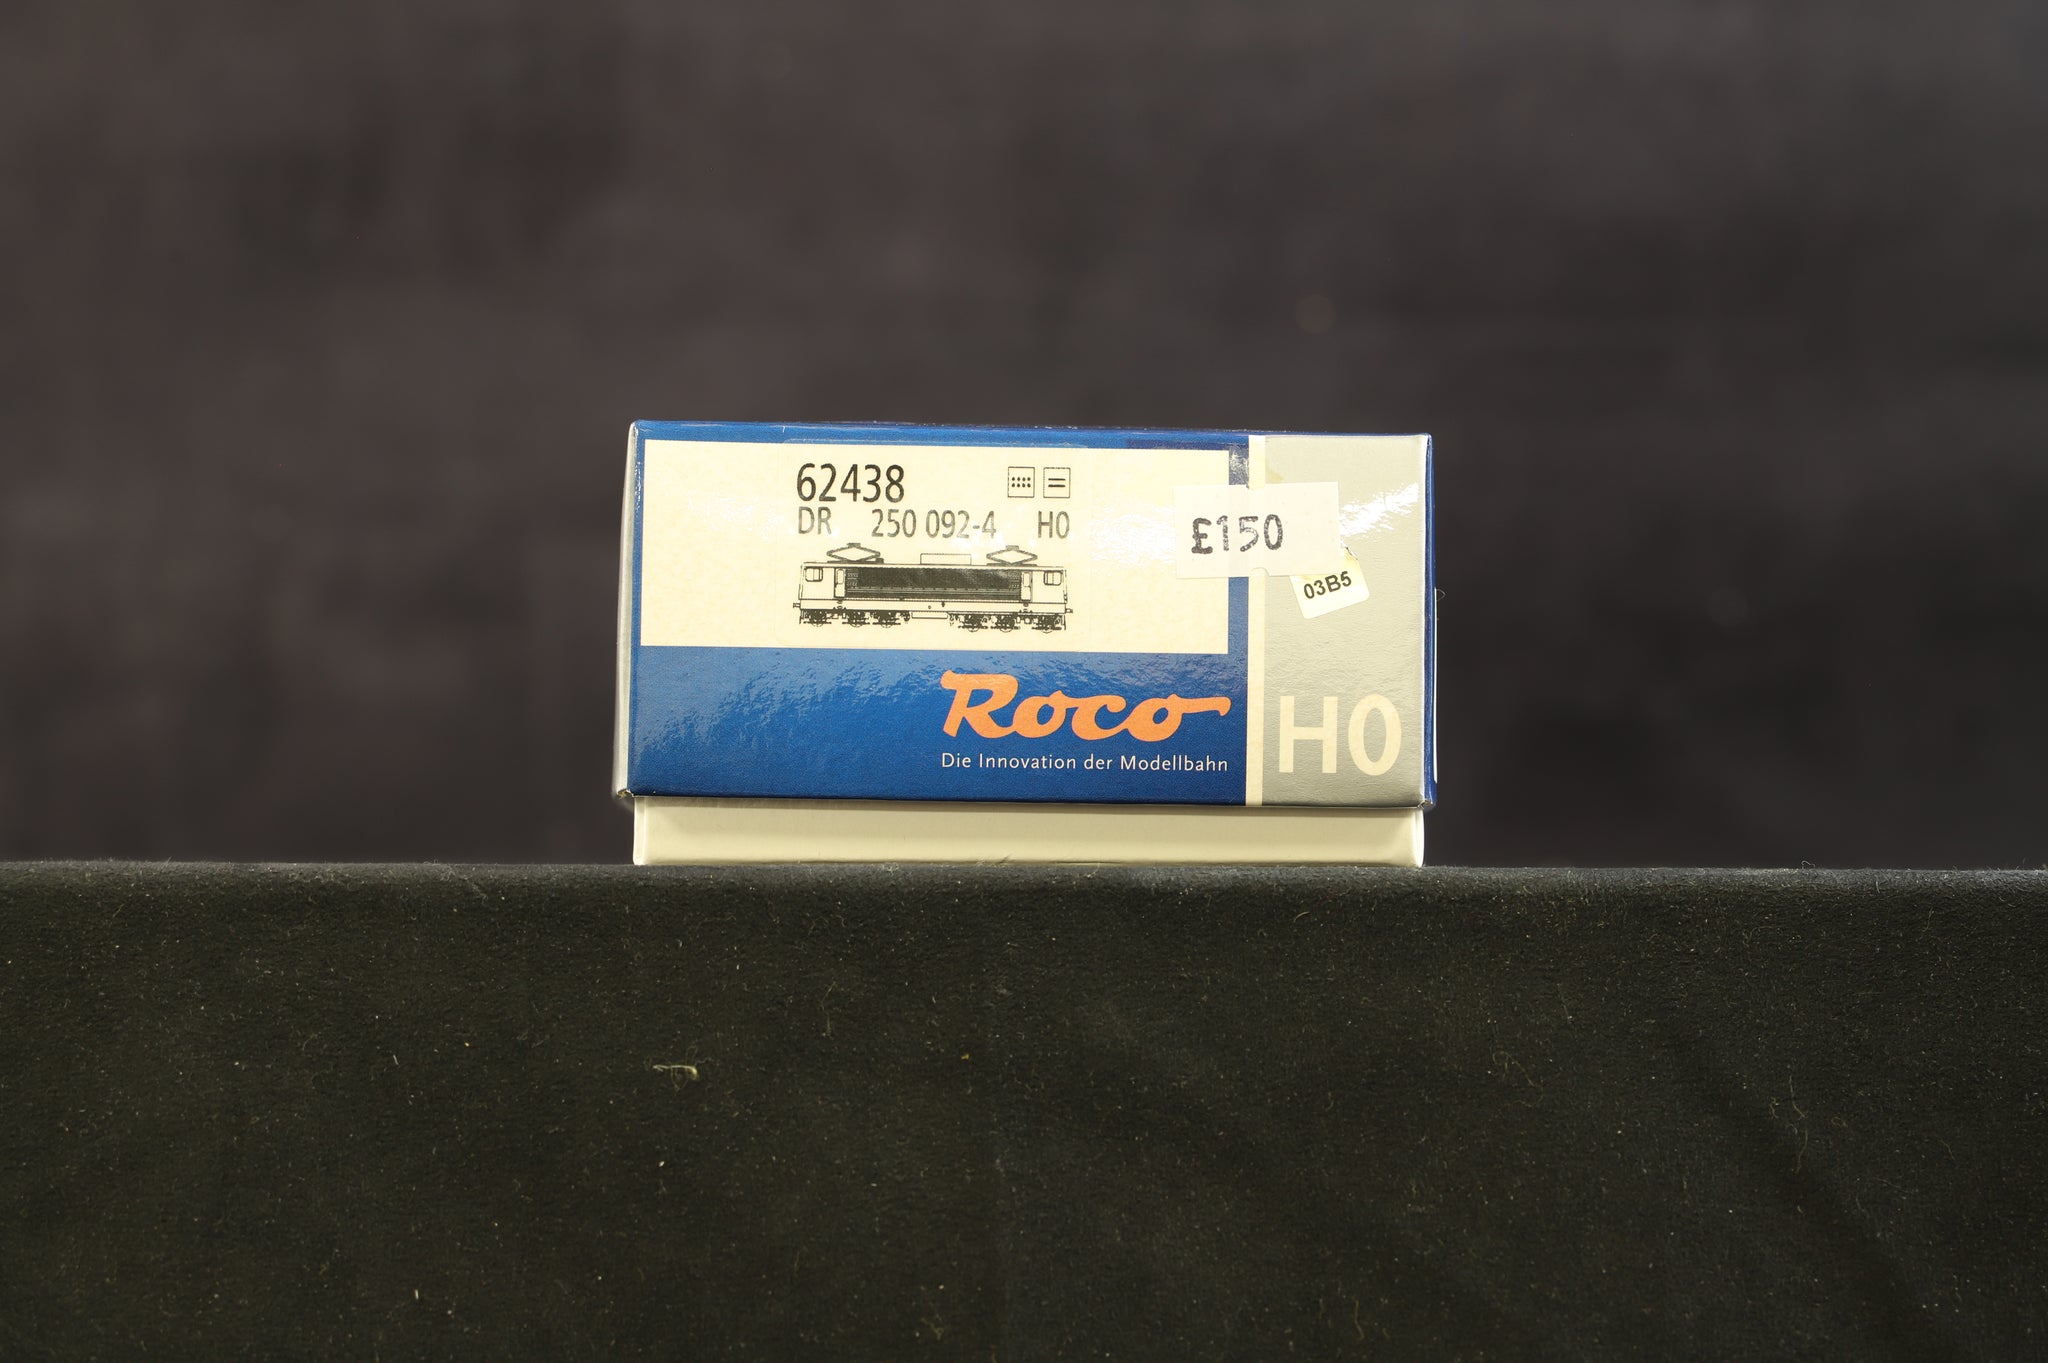 62438
DR 250 092-4 H0
£150
03B5
Roco
Die Innovation der Modellbahn
H0